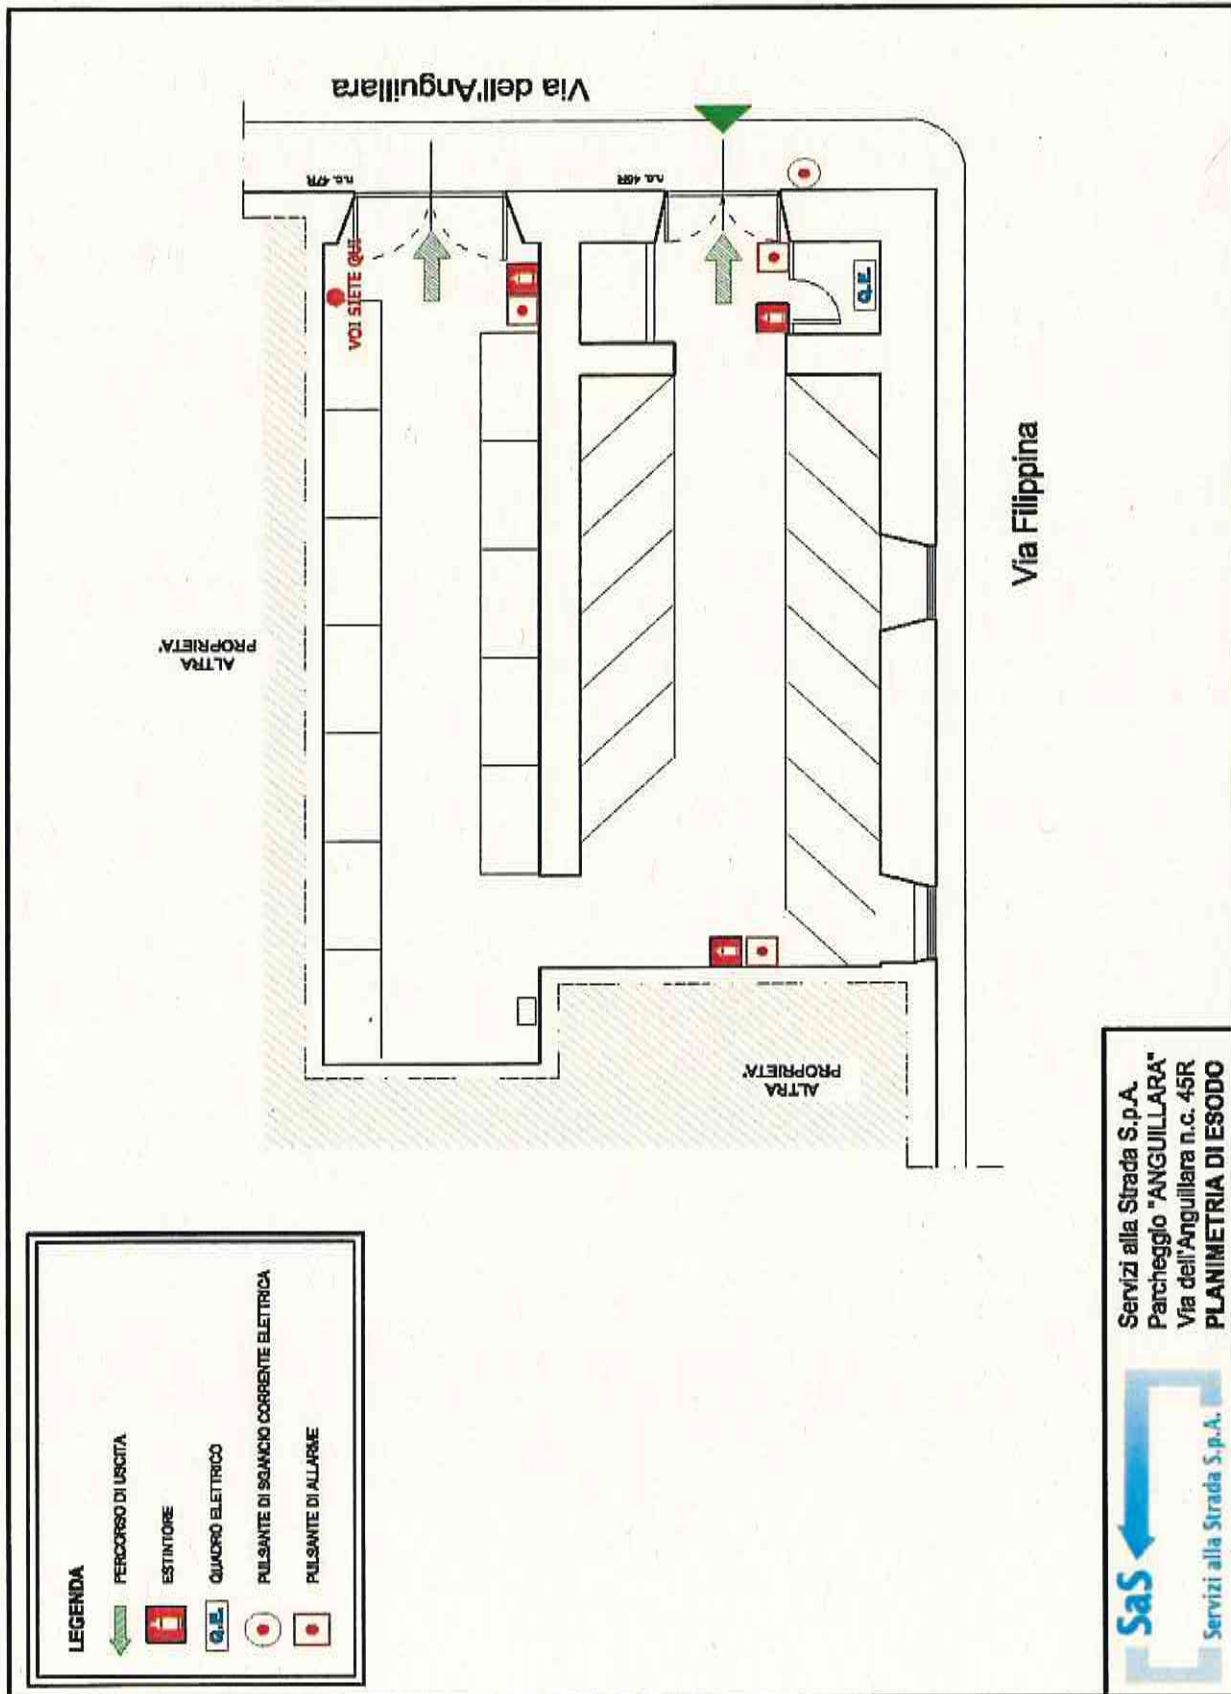 Via dell'Anguillara
n.c. 47R
n.c. 45R
VOI SIETE QUI
Q.E.
Via Filippina
ALTRA
PROPRIETA'
ALTRA
PROPRIETA'
LEGENDA
PERCORSO DI USCITA
ESTINTORE
Q.E.
QUADRO ELETTRICO
PULSANTE DI SGANCIO CORRENTE ELETTRICA
PULSANTE DI ALLARME
SaS
Servizi alla Strada S.p.A.
Servizi alla Strada S.p.A.
Parcheggio "ANGUILLARA"
Via dell'Anguillara n.c. 45R
PLANIMETRIA DI ESODO